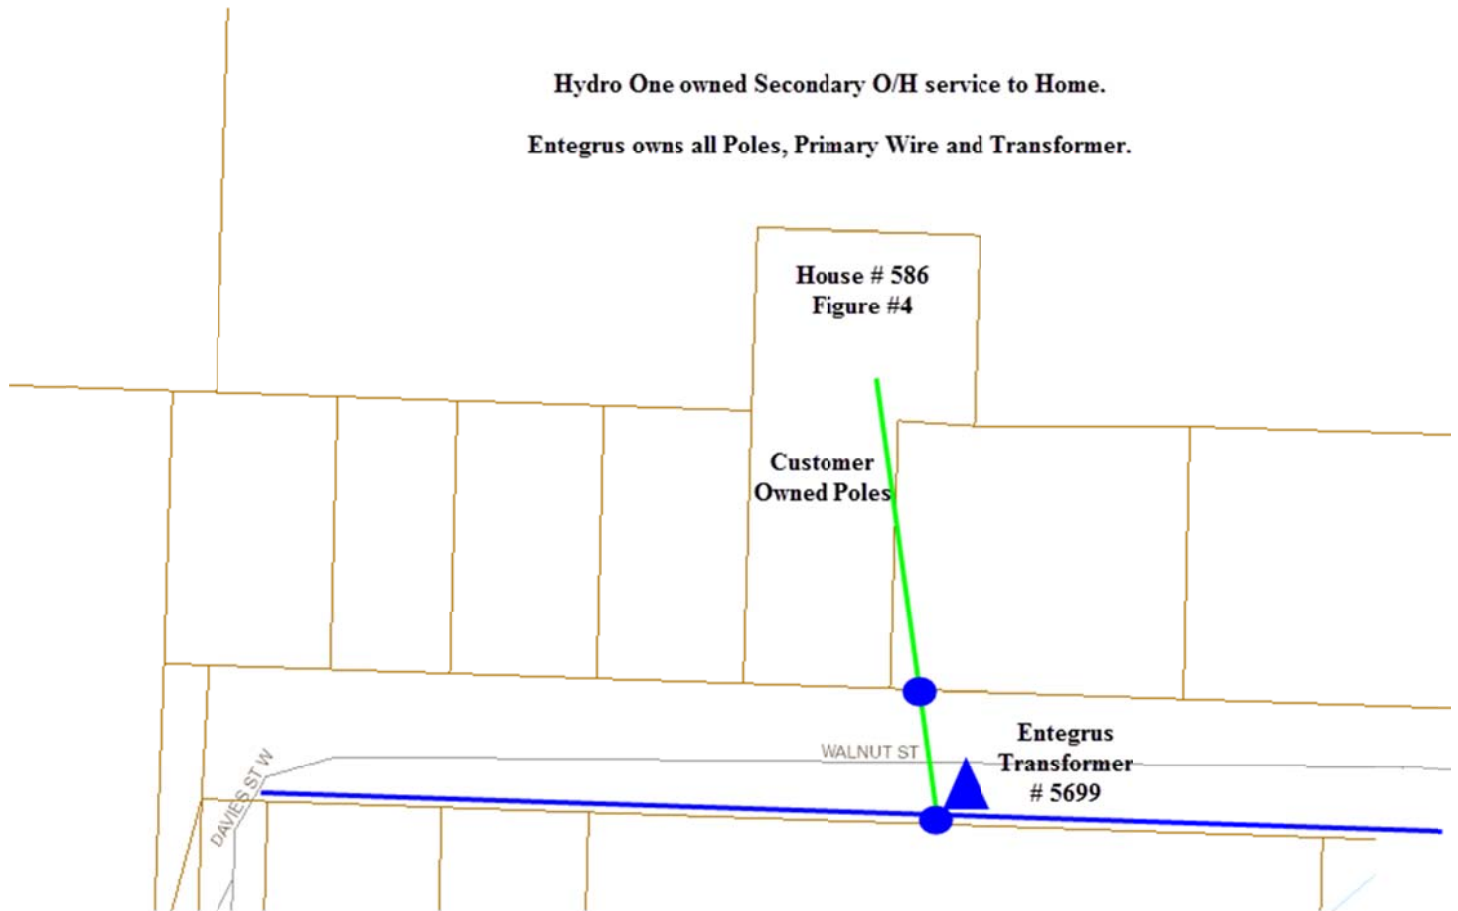 Hydro One owned Secondary O/H service to Home.
Entegrus owns all Poles, Primary Wire and Transformer.
House # 586
Figure #4
Customer
Owned Poles
Entegrus
Transformer
# 5699
WALNUT ST
DAVIES ST W